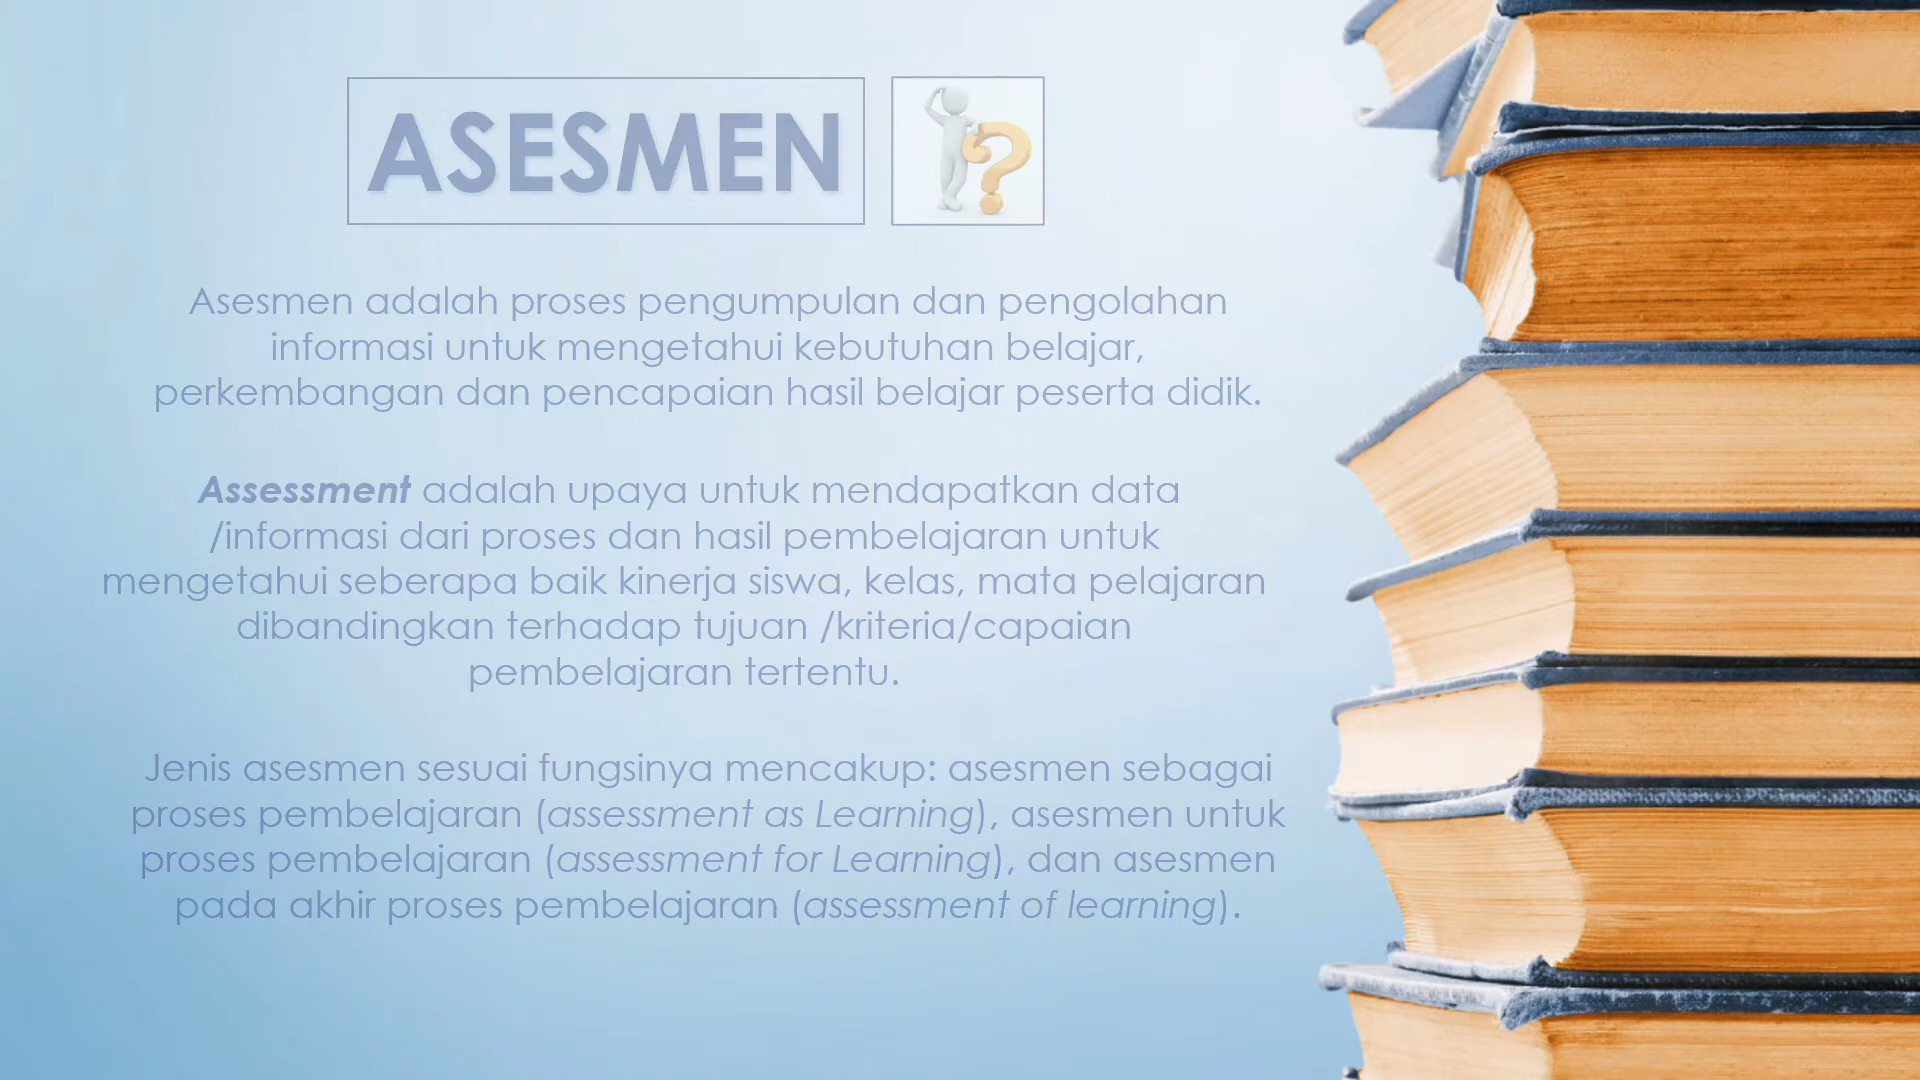 ASESMEN
Asesmen adalah proses pengumpulan dan pengolahan
informasi untuk mengetahui kebutuhan belajar,
perkembangan dan pencapaian hasil belajar peserta didik.
Assessment adalah upaya untuk mendapatkan data
/informasi dari proses dan hasil pembelajaran untuk
mengetahui seberapa baik kinerja siswa, kelas, mata pelajaran
dibandingkan terhadap tujuan /kriteria/capaian
pembelajaran tertentu.
Jenis asesmen sesuai fungsinya mencakup: asesmen sebagai
proses pembelajaran (assessment as Learning), asesmen untuk
proses pembelajaran (assessment for Learning), dan asesmen
pada akhir proses pembelajaran (assessment of learning).